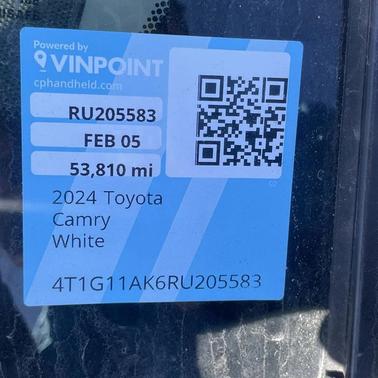 Powered by
VINPOINT
cphandheld.com
RU205583
FEB 05
53,810 mi
2024 Toyota
Camry
White
4T1G11AK6RU205583